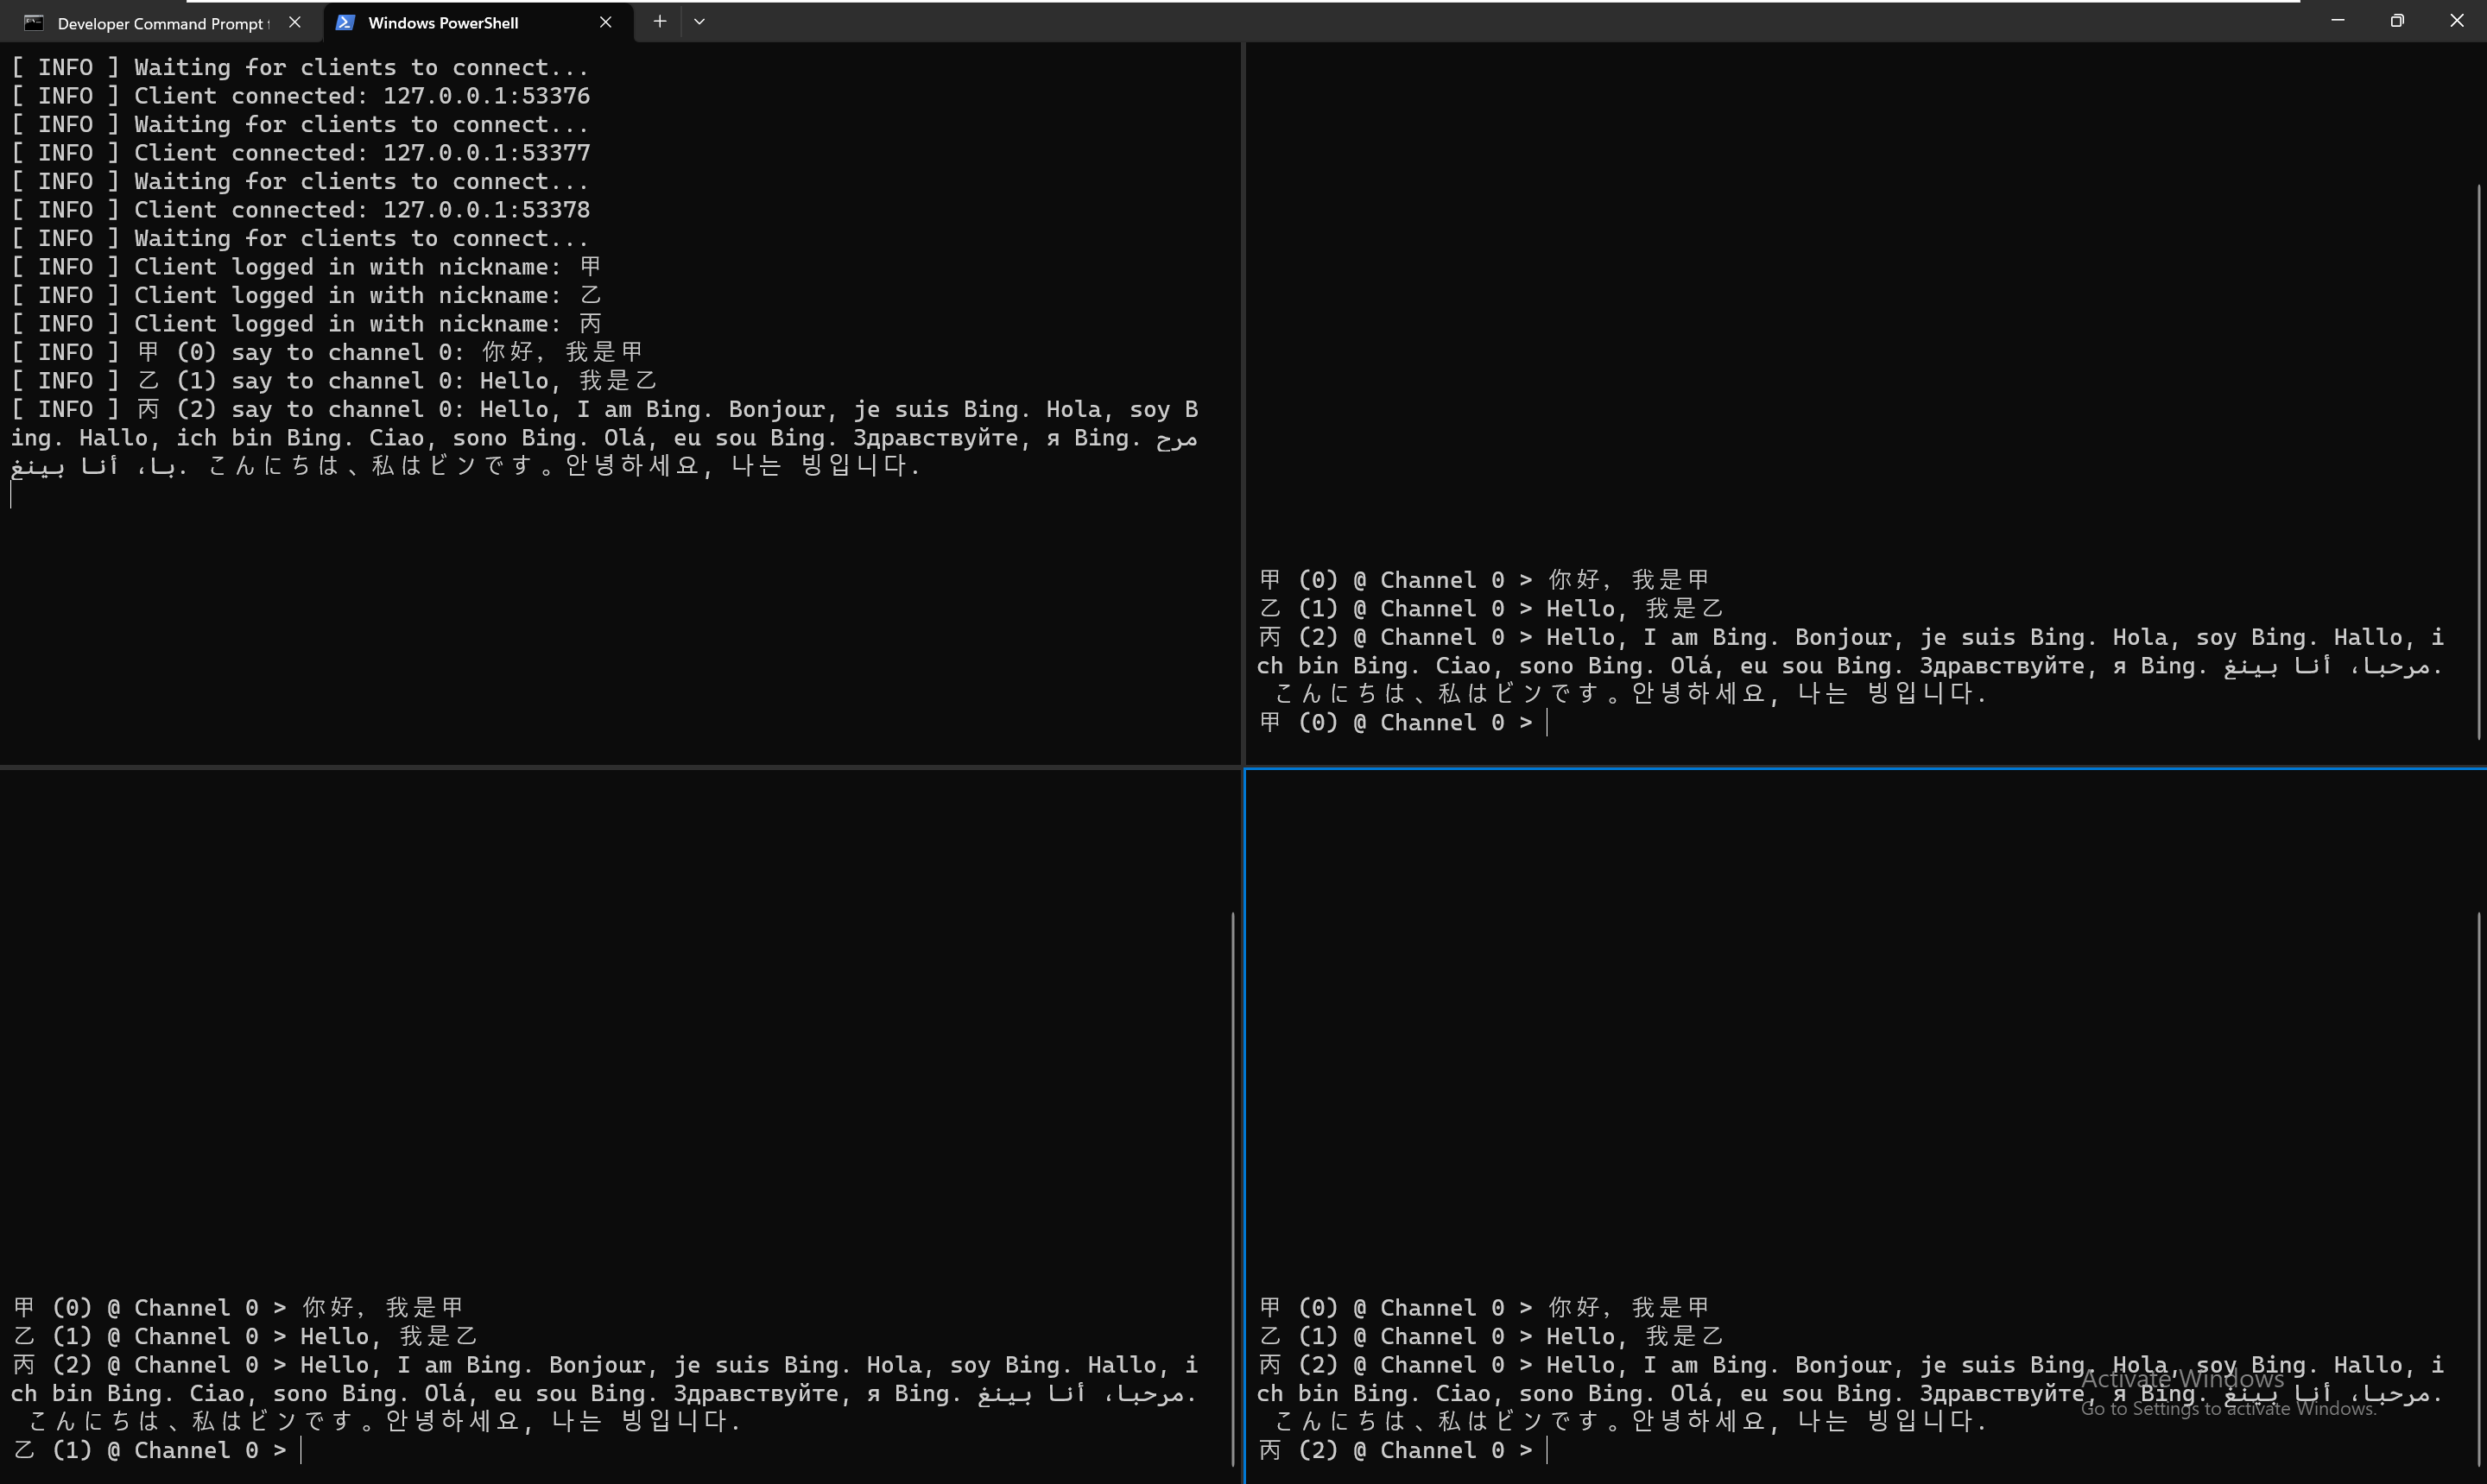 Developer Command Prompt f
Windows PowerShell
[ INFO ] Waiting for clients to connect...
[ INFO ] Client connected: 127.0.0.1:53376
[ INFO ] Waiting for clients to connect...
[ INFO ] Client connected: 127.0.0.1:53377
[ INFO ] Waiting for clients to connect...
[ INFO ] Client connected: 127.0.0.1:53378
[ INFO ] Waiting for clients to connect...
[ INFO ] Client logged in with nickname: 甲
[ INFO ] Client logged in with nickname: 乙
[ INFO ] Client logged in with nickname: 丙
[ INFO ] 甲 (0) say to channel 0: 你好, 我是甲
[ INFO ] 乙 (1) say to channel 0: Hello, 我是乙
[ INFO ] 丙 (2) say to channel 0: Hello, I am Bing. Bonjour, je suis Bing. Hola, soy B
ing. Hallo, ich bin Bing. Ciao, sono Bing. Olá, eu sou Bing. Здравствуйте, я Bing. مرح
با، أنا بينغ. こんにちは、私はビンです。안녕하세요, 나는 빙입니다.
甲 (0) @ Channel 0 > 你好, 我是甲
乙 (1) @ Channel 0 > Hello, 我是乙
丙 (2) @ Channel 0 > Hello, I am Bing. Bonjour, je suis Bing. Hola, soy Bing. Hallo, i
ch bin Bing. Ciao, sono Bing. Olá, eu sou Bing. Здравствуйте, я Bing. مرحبا، أنا بينغ.
こんにちは、私はビンです。안녕하세요, 나는 빙입니다.
甲 (0) @ Channel 0 >
甲 (0) @ Channel 0 > 你好, 我是甲
乙 (1) @ Channel 0 > Hello, 我是乙
丙 (2) @ Channel 0 > Hello, I am Bing. Bonjour, je suis Bing. Hola, soy Bing. Hallo, i
ch bin Bing. Ciao, sono Bing. Olá, eu sou Bing. Здравствуйте, я Bing. مرحبا، أنا بينغ.
こんにちは、私はビンです。안녕하세요, 나는 빙입니다.
乙 (1) @ Channel 0 >
甲 (0) @ Channel 0 > 你好, 我是甲
乙 (1) @ Channel 0 > Hello, 我是乙
丙 (2) @ Channel 0 > Hello, I am Bing. Bonjour, je suis Bing. Hola, soy Bing. Hallo, i
ch bin Bing. Ciao, sono Bing. Olá, eu sou Bing. Здравствуйте, я Bing. مرحبا، أنا بينغ.
こんにちは、私はビンです。안녕하세요, 나는 빙입니다.
丙 (2) @ Channel 0 >
Activate Windows
Go to Settings to activate Windows.